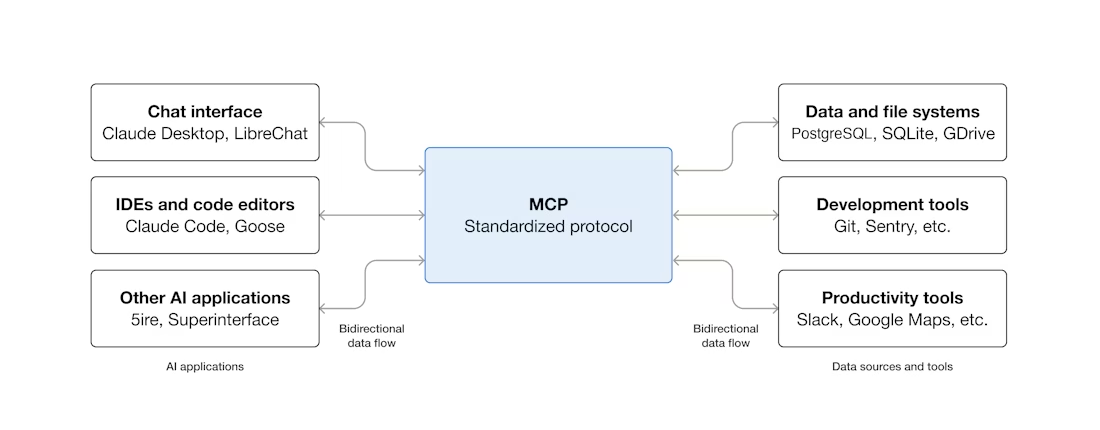 Chat interface
Claude Desktop, LibreChat
IDEs and code editors
Claude Code, Goose
Other AI applications
5ire, Superinterface
AI applications
Bidirectional
data flow
MCP
Standardized protocol
Bidirectional
data flow
Data and file systems
PostgreSQL, SQLite, GDrive
Development tools
Git, Sentry, etc.
Productivity tools
Slack, Google Maps, etc.
Data sources and tools